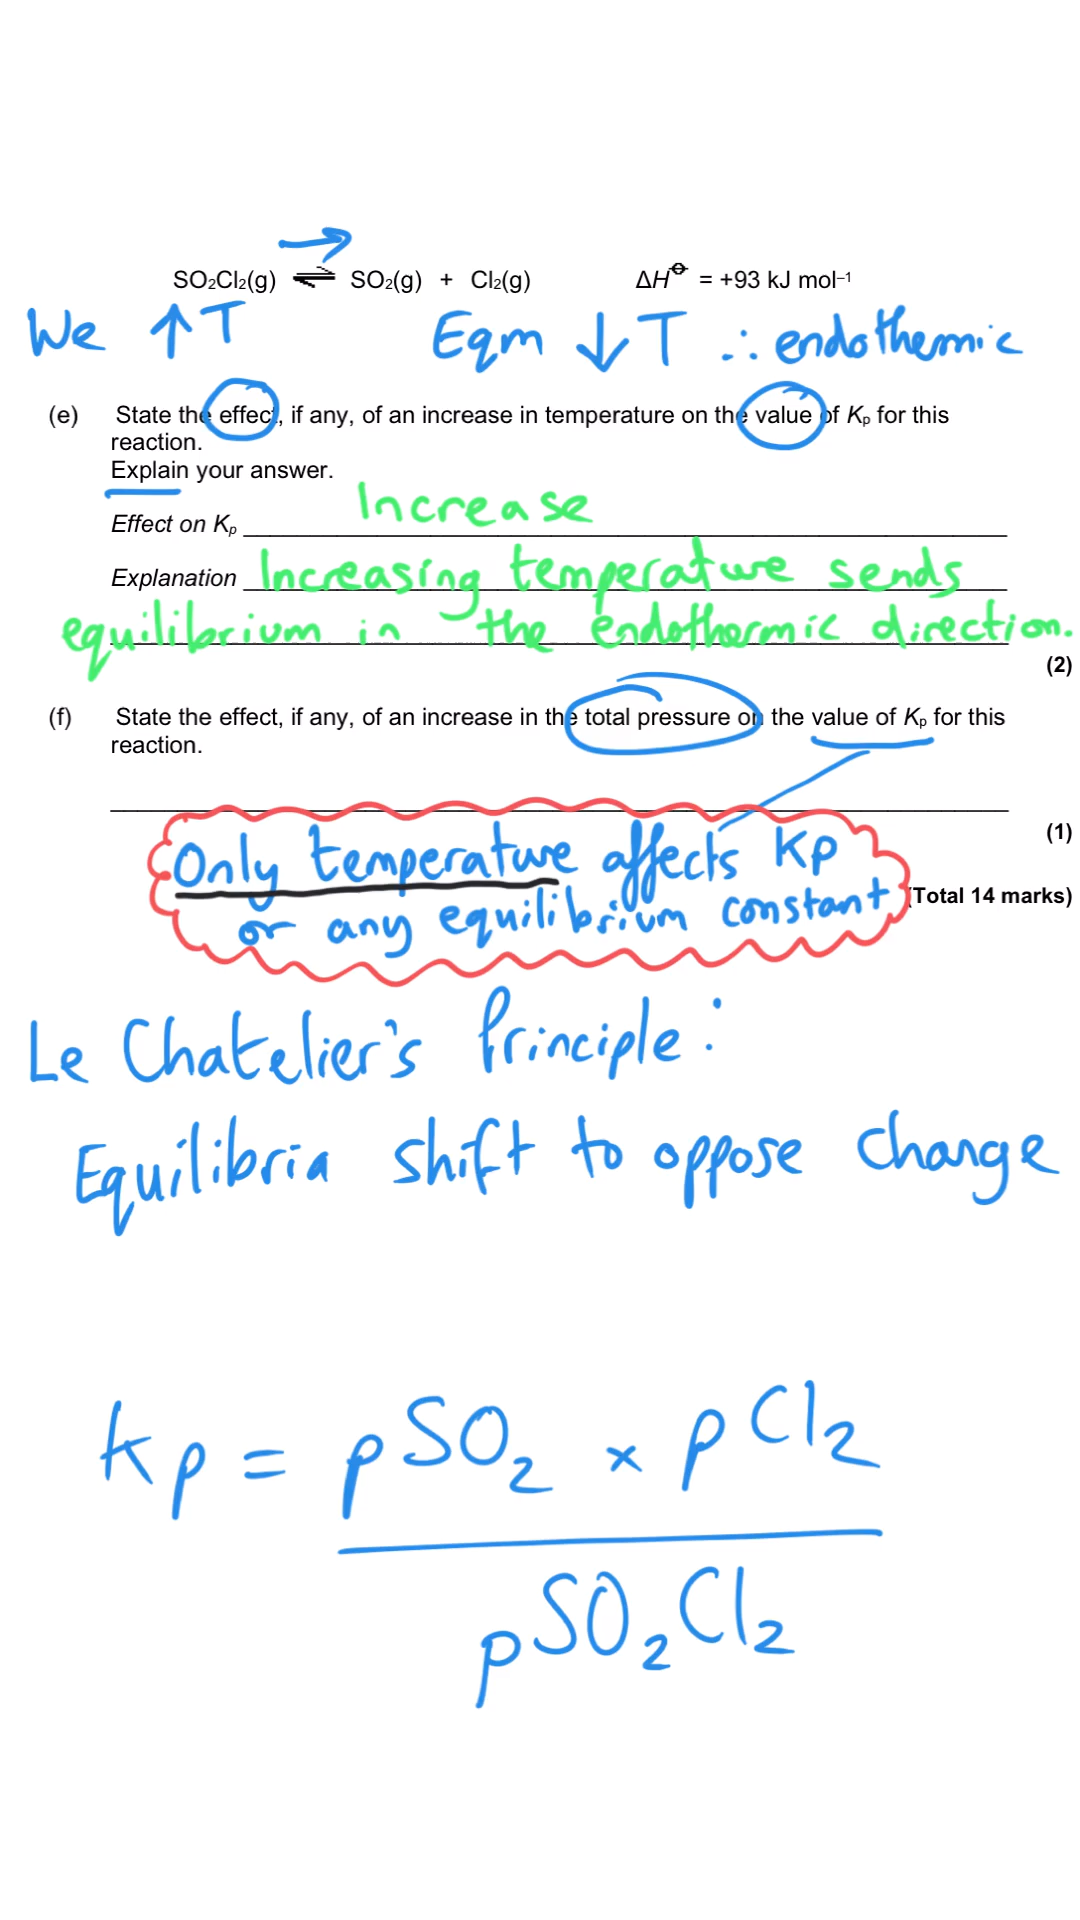 SO₂Cl₂(g) ⇌ SO₂(g) + Cl₂(g) ΔH⦵ = +93 kJ mol⁻¹
We ↑T Eqm ↓T ∴ endothermic
(e) State the effect, if any, of an increase in temperature on the value of Kₚ for this
reaction.
Explain your answer.
Effect on Kₚ Increase
Explanation Increasing temperature sends
equilibrium in the endothermic direction.
(2)
(f) State the effect, if any, of an increase in the total pressure on the value of Kₚ for this
reaction.
(1)
Only temperature affects Kp
or any equilibrium constant
(Total 14 marks)
Le Chatelier's Principle:
Equilibria shift to oppose change
Kp = pSO₂ × pCl₂
pSO₂Cl₂